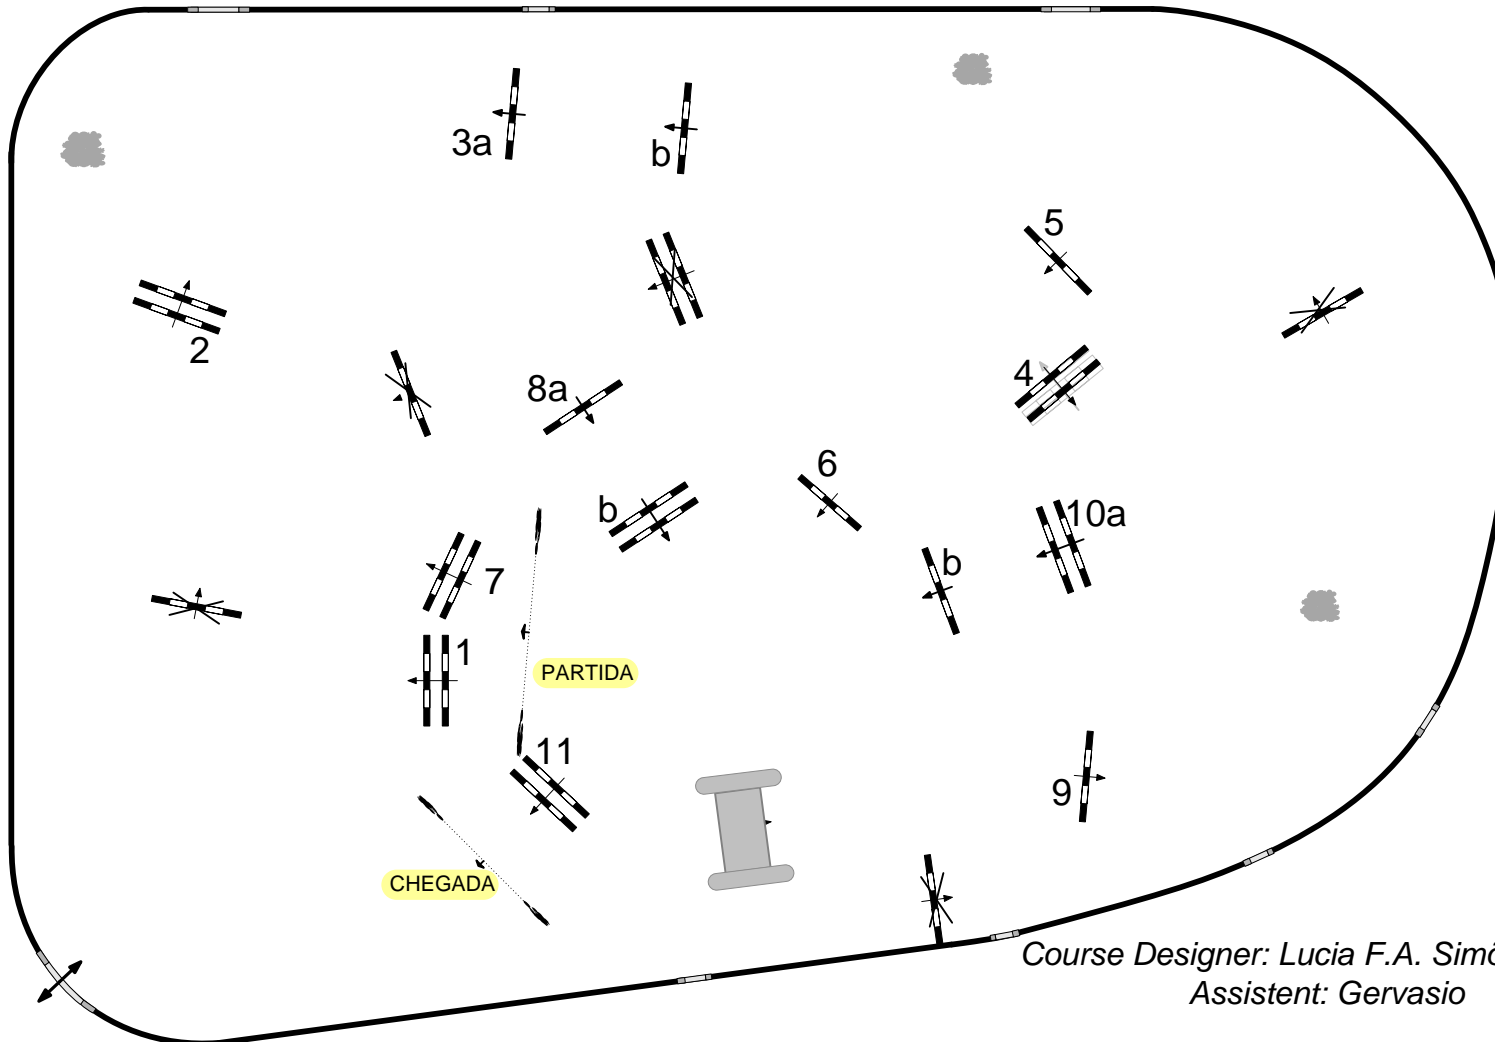 3a
b
5
2
4
8a
6
b
10a
b
7
1
PARTIDA
11
9
CHEGADA
Course Designer: Lucia F.A.
Assistent: Gervasio